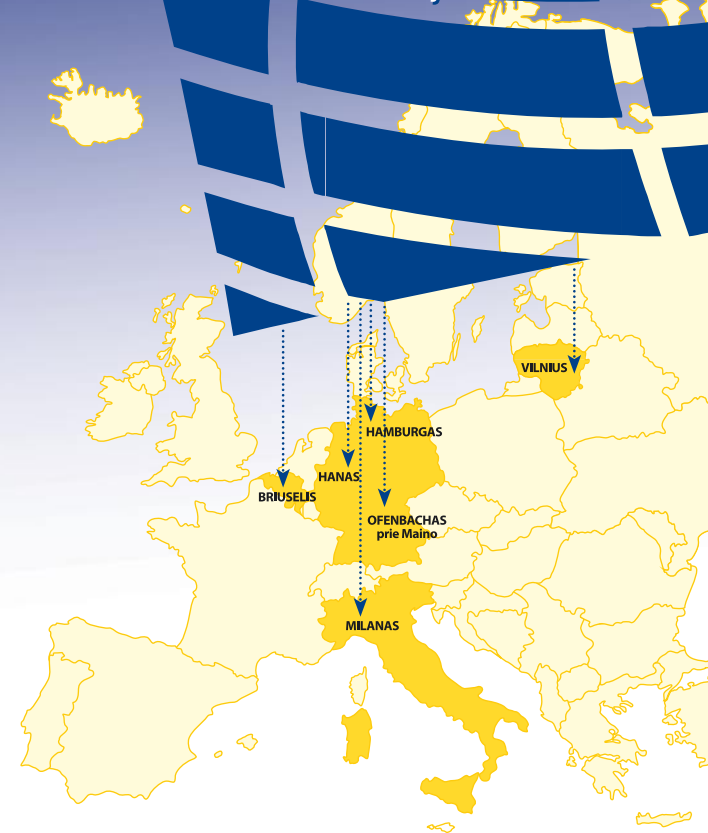 VILNIUS
HAMBURGAS
HANAS
BRIUSELIS
OFENBACHAS
prie Maino
MILANAS